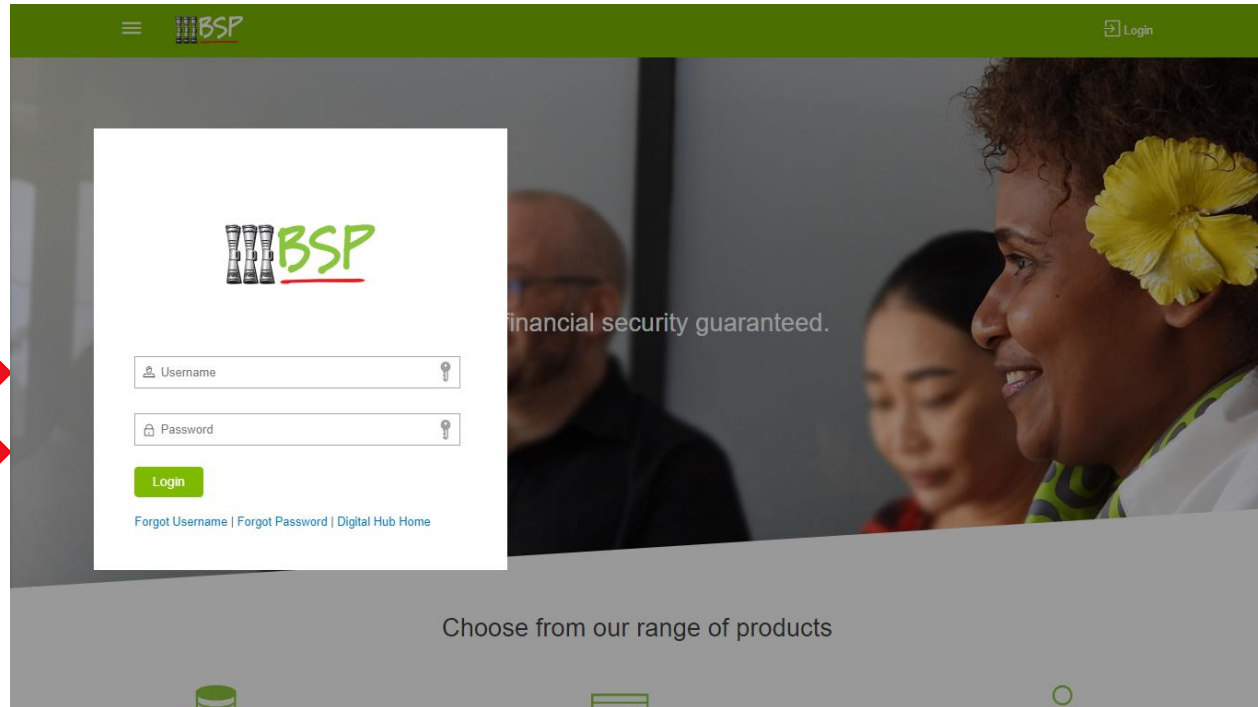 BSP
Login
BSP
financial security guaranteed.
Username
Password
Login
Forgot Username | Forgot Password | Digital Hub Home
Choose from our range of products